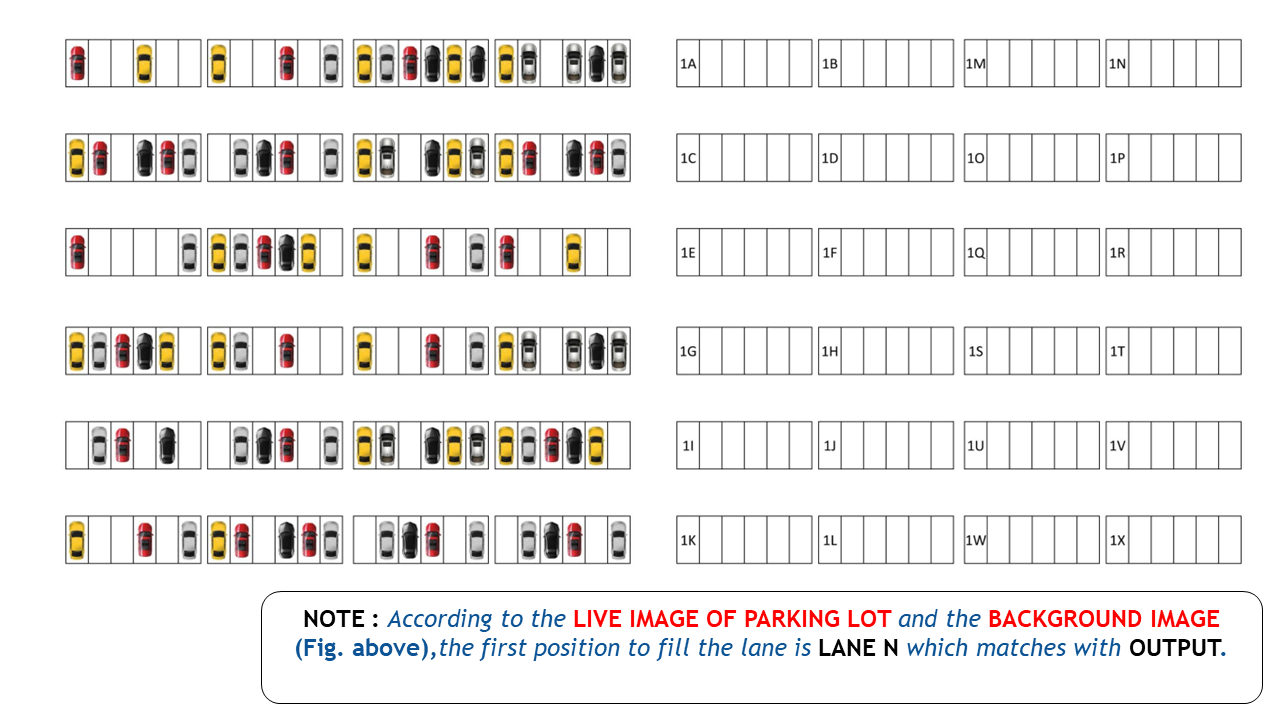 1A 1B 1M 1N
1C 1D 1O 1P
1E 1F 1Q 1R
1G 1H 1S 1T
1I 1J 1U 1V
1K 1L 1W 1X
NOTE : According to the LIVE IMAGE OF PARKING LOT and the BACKGROUND IMAGE
(Fig. above),the first position to fill the lane is LANE N which matches with OUTPUT.